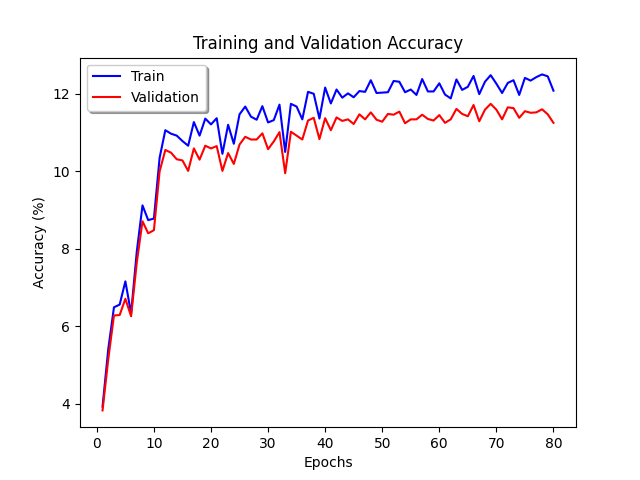 Training and Validation Accuracy
Train
Validation
12
10
8
6
4
Accuracy (%)
0 10 20 30 40 50 60 70 80
Epochs